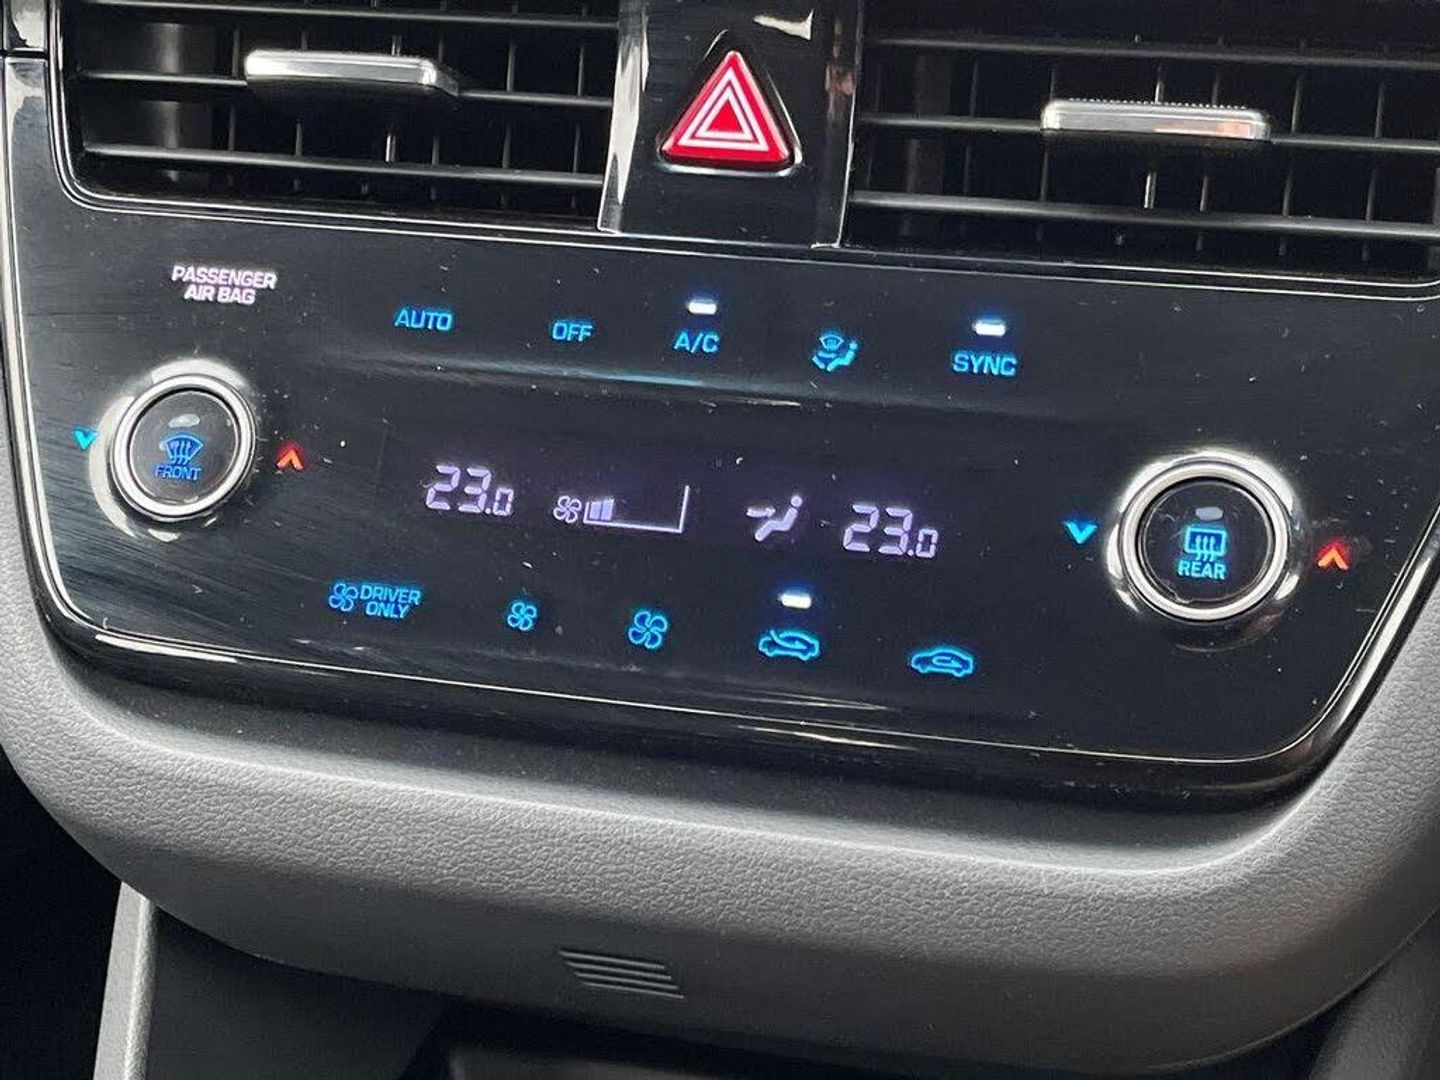 PASSENGER
AIR BAG
AUTO
OFF
A/C
SYNC
FRONT
23.0
23.0
REAR
DRIVER
ONLY